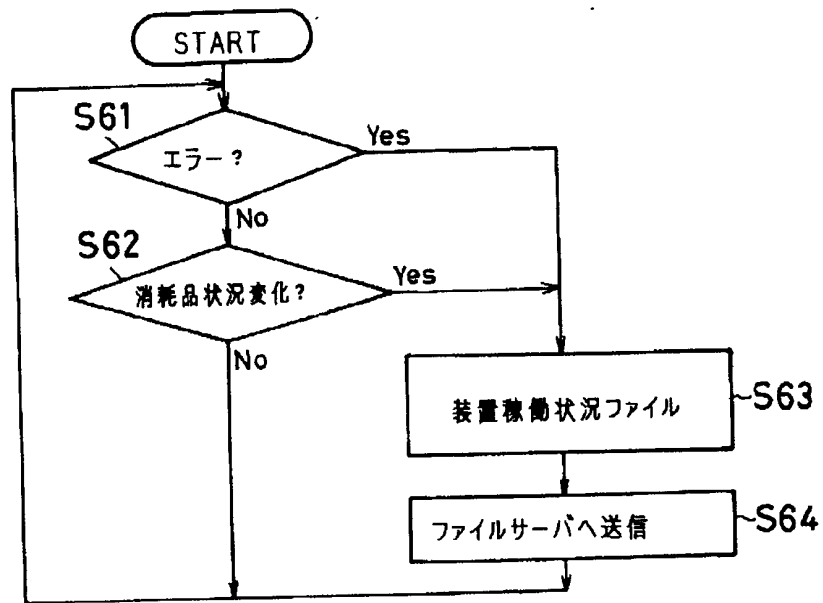 START
S61
エラー?
Yes
No
S62
消耗品状況変化?
Yes
No
装置稼働状況ファイル
S63
ファイルサーバへ送信
S64